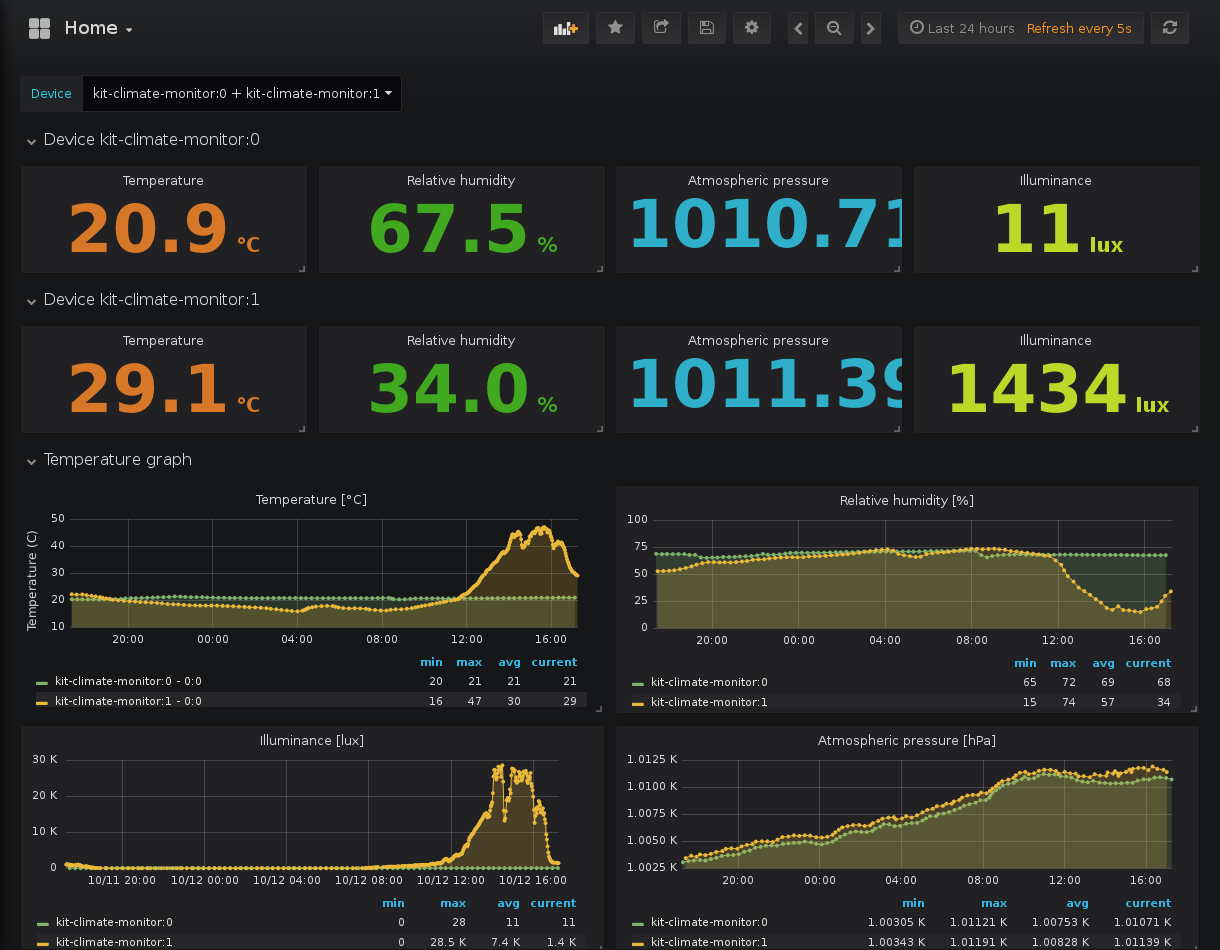 Home
Last 24 hours Refresh every 5s
Device kit-climate-monitor:0 + kit-climate-monitor:1
Device kit-climate-monitor:0
Temperature Relative humidity Atmospheric pressure Illuminance
20.9 °C 67.5 % 1010.71 11 lux
Device kit-climate-monitor:1
Temperature Relative humidity Atmospheric pressure Illuminance
29.1 °C 34.0 % 1011.39 1434 lux
Temperature graph
Temperature [°C]
Temperature (C)
50
40
30
20
10
20:00 00:00 04:00 08:00 12:00 16:00
min max avg current
kit-climate-monitor:0 - 0:0 20 21 21 21
kit-climate-monitor:1 - 0:0 16 47 30 29
Relative humidity [%]
100
75
50
25
0
20:00 00:00 04:00 08:00 12:00 16:00
min max avg current
kit-climate-monitor:0 65 72 69 68
kit-climate-monitor:1 15 74 57 34
Illuminance [lux]
30 K
20 K
10 K
0
10/11 20:00 10/12 00:00 10/12 04:00 10/12 08:00 10/12 12:00 10/12 16:00
min max avg current
kit-climate-monitor:0 0 28 11 11
kit-climate-monitor:1 0 28.5 K 7.4 K 1.4 K
Atmospheric pressure [hPa]
1.0125 K
1.0100 K
1.0075 K
1.0050 K
1.0025 K
20:00 00:00 04:00 08:00 12:00 16:00
min max avg current
kit-climate-monitor:0 1.00305 K 1.01121 K 1.00753 K 1.01071 K
kit-climate-monitor:1 1.00343 K 1.01191 K 1.00828 K 1.01139 K